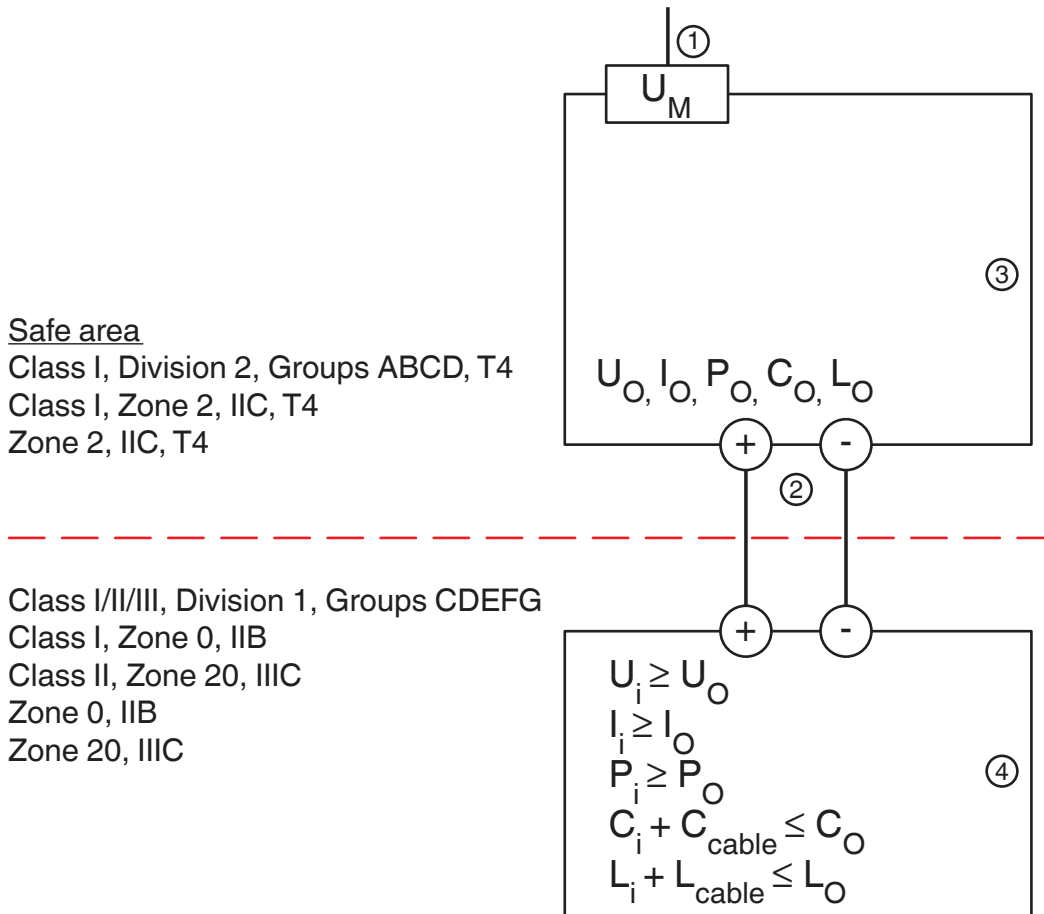 1
U_M
3
Safe area
Class I, Division 2, Groups ABCD, T4
Class I, Zone 2, IIC, T4
Zone 2, IIC, T4
U_O, I_O, P_O, C_O, L_O
+ -
2
Class I/II/III, Division 1, Groups CDEFG
Class I, Zone 0, IIB
Class II, Zone 20, IIIC
Zone 0, IIB
Zone 20, IIIC
+ -
U_i ≥ U_O
I_i ≥ I_O
P_i ≥ P_O
C_i + C_cable ≤ C_O
L_i + L_cable ≤ L_O
4